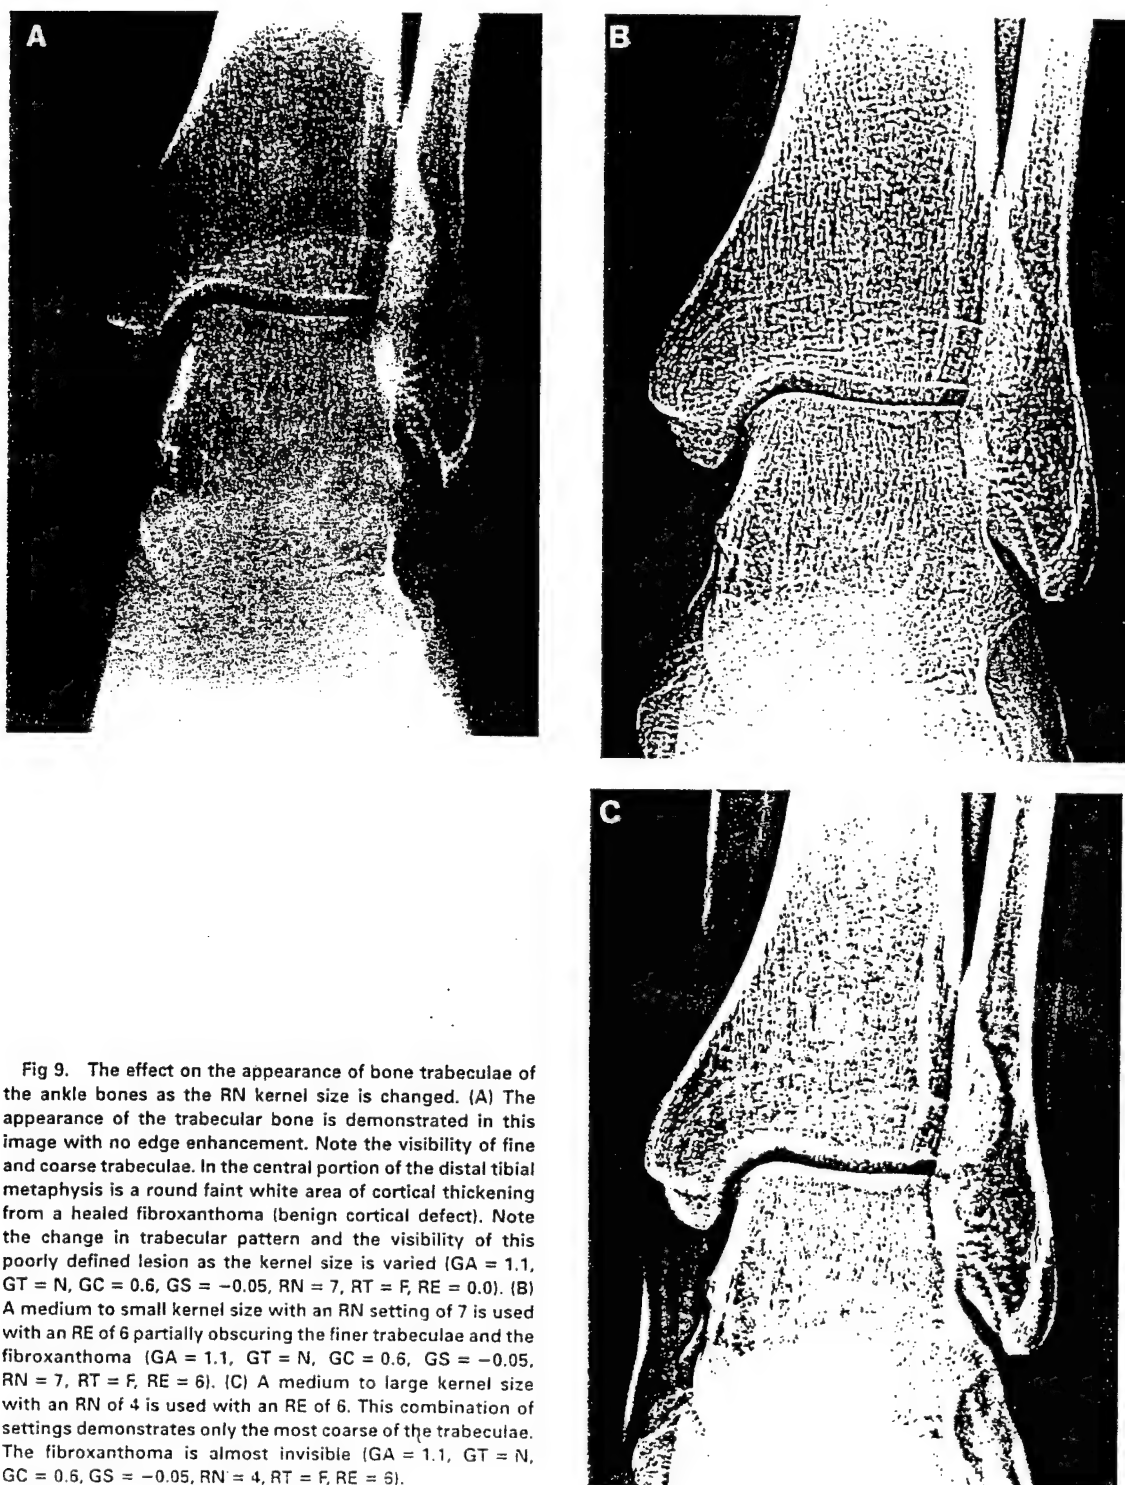 A
B
C
Fig 9. The effect on the appearance of bone trabeculae of
the ankle bones as the RN kernel size is changed. (A) The
appearance of the trabecular bone is demonstrated in this
image with no edge enhancement. Note the visibility of fine
and coarse trabeculae. In the central portion of the distal tibial
metaphysis is a round faint white area of cortical thickening
from a healed fibroxanthoma (benign cortical defect). Note
the change in trabecular pattern and the visibility of this
poorly defined lesion as the kernel size is varied (GA = 1.1,
GT = N, GC = 0.6, GS = −0.05, RN = 7, RT = F, RE = 0.0). (B)
A medium to small kernel size with an RN setting of 7 is used
with an RE of 6 partially obscuring the finer trabeculae and the
fibroxanthoma (GA = 1.1, GT = N, GC = 0.6, GS = −0.05,
RN = 7, RT = F, RE = 6). (C) A medium to large kernel size
with an RN of 4 is used with an RE of 6. This combination of
settings demonstrates only the most coarse of the trabeculae.
The fibroxanthoma is almost invisible (GA = 1.1, GT = N,
GC = 0.6, GS = −0.05, RN = 4, RT = F, RE = 6).